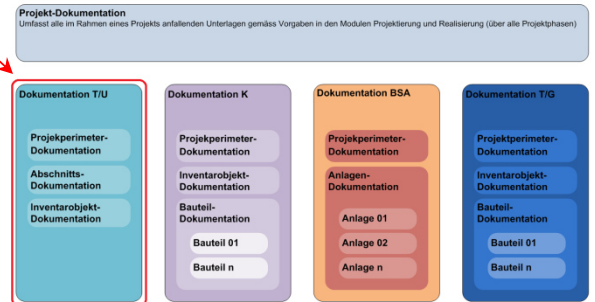 Projekt-Dokumentation
Umfasst alle im Rahmen eines Projekts anfallenden Unterlagen gemäss Vorgaben in den Modulen Projektierung und Realisierung (über alle Projektphasen)
Dokumentation T/U
Projekperimeter-
Dokumentation
Abschnitts-
Dokumentation
Inventarobjekt-
Dokumentation
Dokumentation K
Projekperimeter-
Dokumentation
Inventarobjekt-
Dokumentation
Bauteil-
Dokumentation
Bauteil 01
Bauteil n
Dokumentation BSA
Projekperimeter-
Dokumentation
Anlagen-
Dokumentation
Anlage 01
Anlage 02
Anlage n
Dokumentation T/G
Projektperimeter-
Dokumentation
Inventarobjekt-
Dokumentation
Bauteil-
Dokumentation
Bauteil 01
Bauteil n